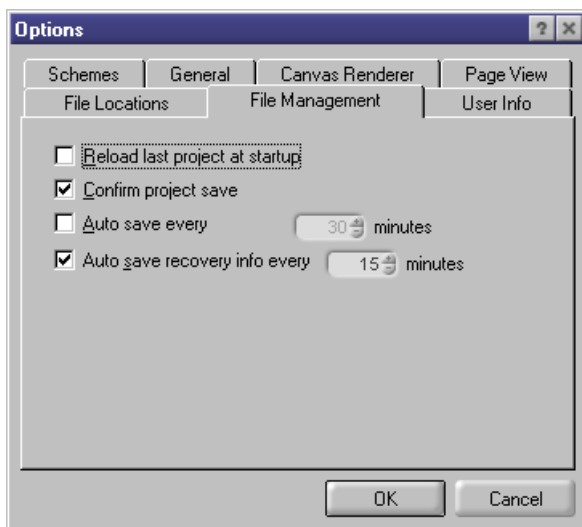 Options
Schemes General Canvas Renderer Page View
File Locations File Management User Info
Reload last project at startup
Confirm project save
Auto save every 30 minutes
Auto save recovery info every 15 minutes
OK Cancel